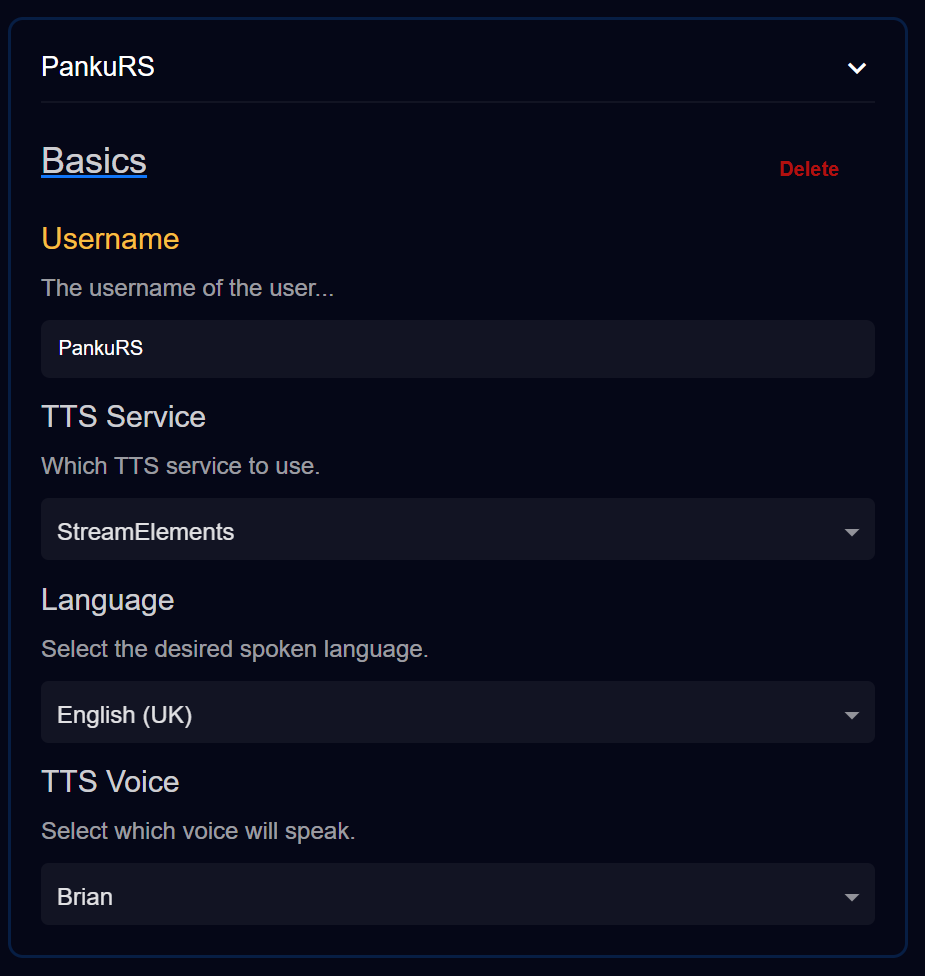 PankuRS
Basics
Delete
Username
The username of the user...
PankuRS
TTS Service
Which TTS service to use.
StreamElements
Language
Select the desired spoken language.
English (UK)
TTS Voice
Select which voice will speak.
Brian